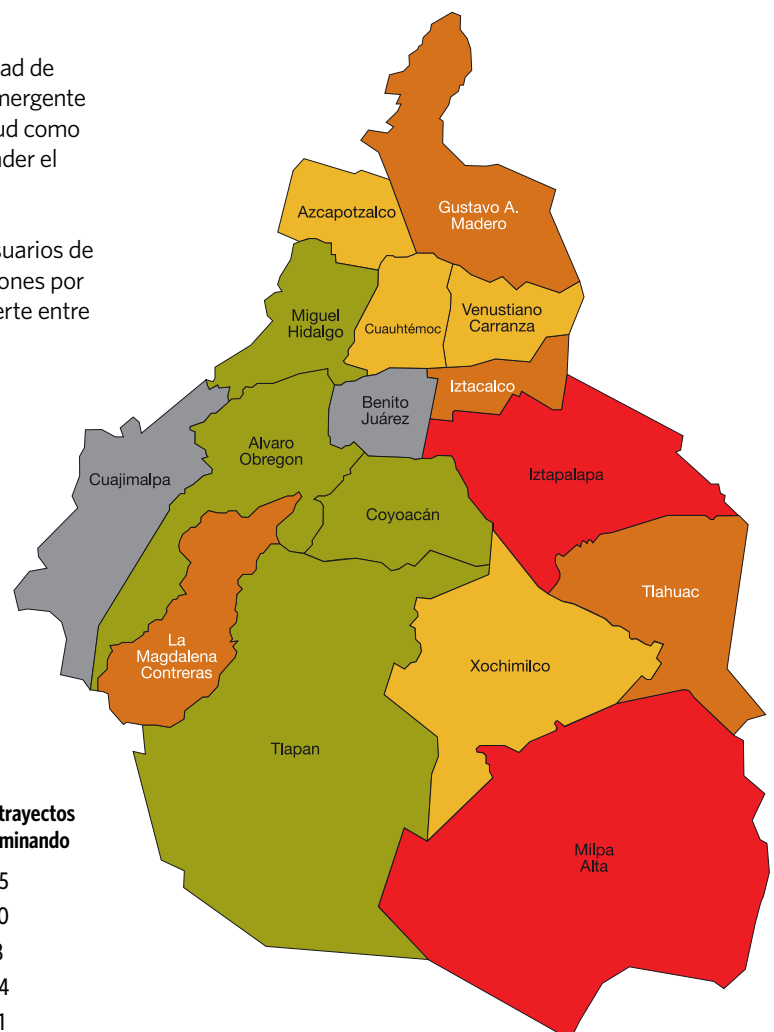 ad de
mergente
ud como
nder el
suarios de
ones por
erte entre
Azcapotzalco
Gustavo A.
Madero
Miguel
Hidalgo
Cuauhtémoc
Venustiano
Carranza
Iztacalco
Benito
Juárez
Cuajimalpa
Alvaro
Obregon
Iztapalapa
Coyoacán
Tlahuac
La
Magdalena
Contreras
Xochimilco
Tlapan
Milpa
Alta
trayectos
minando
5
0
3
4
1